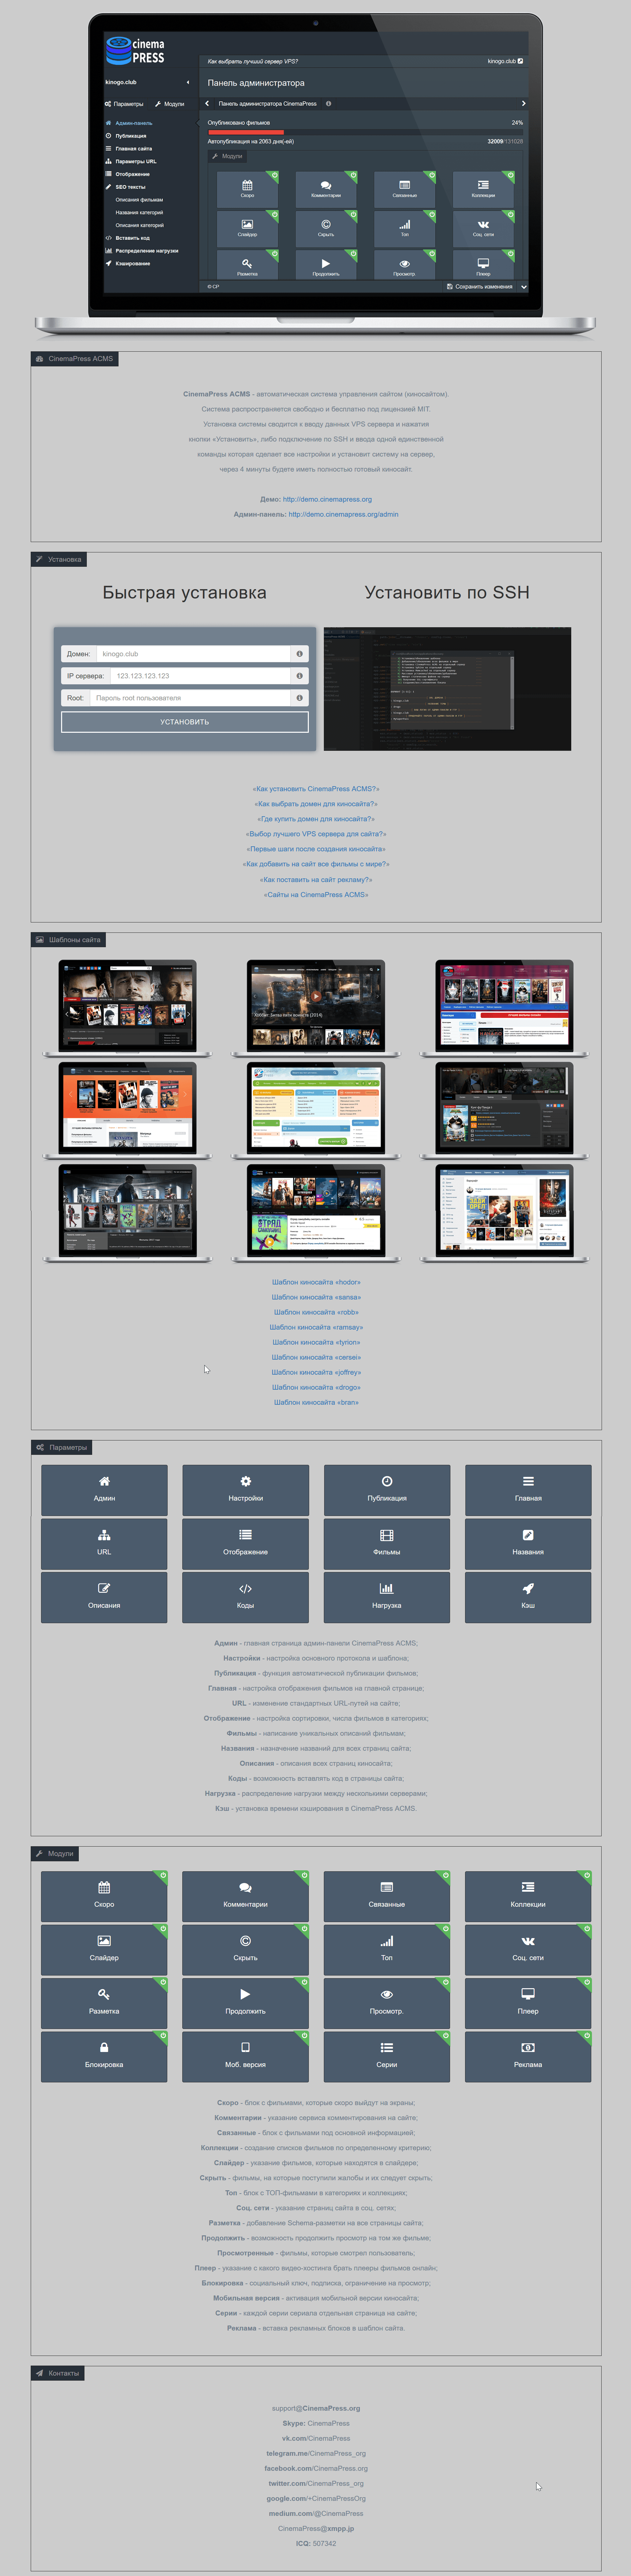 cinema
PRESS
Как выбрать лучший сервер VPS?
kinogo.club
kinogo.club
Панель администратора
Параметры
Модули
Панель администратора CinemaPress
Админ-панель
Публикация
Главная сайта
Параметры URL
Отображение
SEO тексты
Описания фильмам
Названия категорий
Описания категорий
Вставить код
Распределение нагрузки
Кэширование
Опубликовано фильмов
24%
Автопубликация на 2063 дня(-ей)
32009/131028
Модули
Скоро
Комментарии
Связанные
Коллекции
Слайдер
Скрыть
Топ
Соц. сети
Разметка
Продолжить
Просмотр
Плеер
© CP
Сохранить изменения
CinemaPress ACMS
CinemaPress ACMS - автоматическая система управления сайтом (киносайтом).
Система распространяется свободно и бесплатно под лицензией MIT.
Установка системы сводится к вводу данных VPS сервера и нажатия
кнопки «Установить», либо подключение по SSH и ввода одной единственной
команды которая сделает все настройки и установит систему на сервер,
через 4 минуты будете иметь полностью готовый киносайт.
Демо: http://demo.cinemapress.org
Админ-панель: http://demo.cinemapress.org/admin
Установка
Быстрая установка
Установить по SSH
Домен:
kinogo.club
IP сервера:
123.123.123.123
Root:
Пароль root пользователя
УСТАНОВИТЬ
«Как установить CinemaPress ACMS?»
«Как выбрать домен для киносайта?»
«Где купить домен для киносайта?»
«Выбор лучшего VPS сервера для сайта?»
«Первые шаги после создания киносайта»
«Как добавить на сайт все фильмы с мире?»
«Как поставить на сайт рекламу?»
«Сайты на CinemaPress ACMS»
Шаблоны сайта
Шаблон киносайта «hodor»
Шаблон киносайта «sansa»
Шаблон киносайта «robb»
Шаблон киносайта «ramsay»
Шаблон киносайта «tyrion»
Шаблон киносайта «cersei»
Шаблон киносайта «joffrey»
Шаблон киносайта «drogo»
Шаблон киносайта «bran»
Параметры
Админ
Настройки
Публикация
Главная
URL
Отображение
Фильмы
Названия
Описания
Коды
Нагрузка
Кэш
Админ - главная страница админ-панели CinemaPress ACMS;
Настройки - настройка основного протокола и шаблона;
Публикация - функция автоматической публикации фильмов;
Главная - настройка отображения фильмов на главной странице;
URL - изменение стандартных URL-путей на сайте;
Отображение - настройка сортировки, числа фильмов в категориях;
Фильмы - написание уникальных описаний фильмам;
Названия - назначение названий для всех страниц сайта;
Описания - описания всех страниц киносайта;
Коды - возможность вставлять код в страницы сайта;
Нагрузка - распределение нагрузки между несколькими серверами;
Кэш - установка времени кэширования в CinemaPress ACMS.
Модули
Скоро
Комментарии
Связанные
Коллекции
Слайдер
Скрыть
Топ
Соц. сети
Разметка
Продолжить
Просмотр.
Плеер
Блокировка
Моб. версия
Серии
Реклама
Скоро - блок с фильмами, которые скоро выйдут на экраны;
Комментарии - указание сервиса комментирования на сайте;
Связанные - блок с фильмами под основной информацией;
Коллекции - создание списков фильмов по определенному критерию;
Слайдер - указание фильмов, которые находятся в слайдере;
Скрыть - фильмы, на которые поступили жалобы и их следует скрыть;
Топ - блок с ТОП-фильмами в категориях и коллекциях;
Соц. сети - указание страниц сайта в соц. сетях;
Разметка - добавление Schema-разметки на все страницы сайта;
Продолжить - возможность продолжить просмотр на том же фильме;
Просмотренные - фильмы, которые смотрел пользователь;
Плеер - указание с какого видео-хостинга брать плееры фильмов онлайн;
Блокировка - социальный ключ, подписка, ограничение на просмотр;
Мобильная версия - активация мобильной версии киносайта;
Серии - каждой серии сериала отдельная страница на сайте;
Реклама - вставка рекламных блоков в шаблон сайта.
Контакты
support@CinemaPress.org
Skype: CinemaPress
vk.com/CinemaPress
telegram.me/CinemaPress_org
facebook.com/CinemaPress.org
twitter.com/CinemaPress_org
google.com/+CinemaPressOrg
medium.com/@CinemaPress
CinemaPress@xmpp.jp
ICQ: 507342